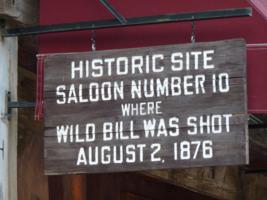 HISTORIC SITE
SALOON NUMBER 10
WHERE
WILD BILL WAS SHOT
AUGUST 2, 1876